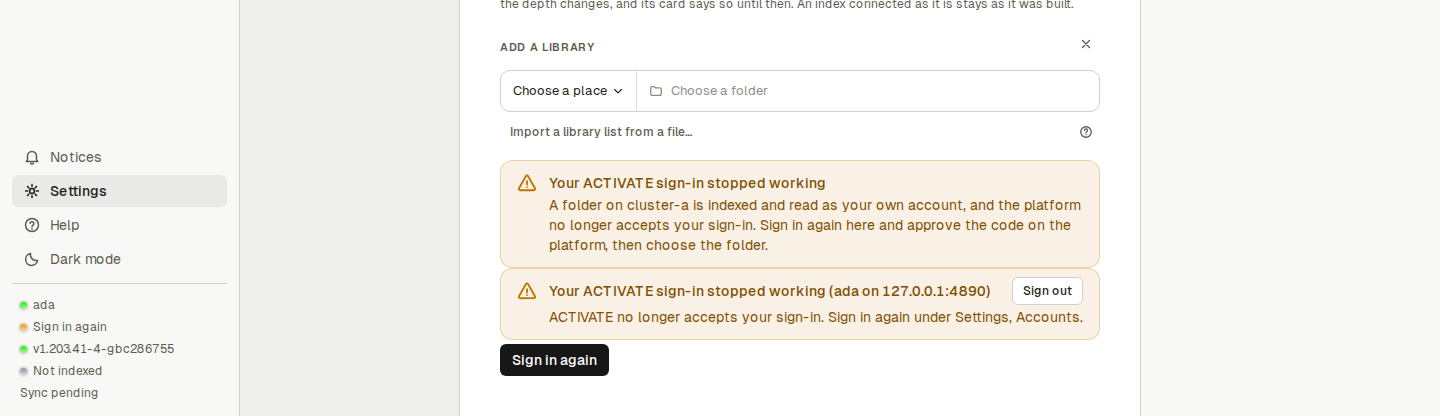 the depth changes, and its card says so until then. An index connected as it is stays as it was built.
ADD A LIBRARY
Choose a place
Choose a folder
Import a library list from a file…
Notices
Settings
Help
Dark mode
ada
Sign in again
v1.203.41-4-gbc286755
Not indexed
Sync pending
Your ACTIVATE sign-in stopped working
A folder on cluster-a is indexed and read as your own account, and the platform
no longer accepts your sign-in. Sign in again here and approve the code on the
platform, then choose the folder.
Your ACTIVATE sign-in stopped working (ada on 127.0.0.1:4890)
Sign out
ACTIVATE no longer accepts your sign-in. Sign in again under Settings, Accounts.
Sign in again